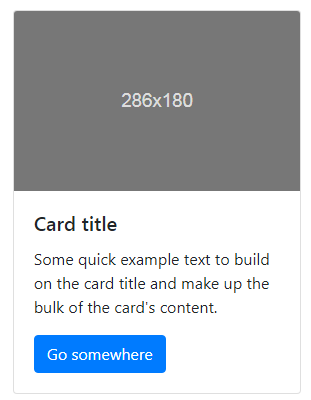 286x180
Card title
Some quick example text to build
on the card title and make up the
bulk of the card's content.
Go somewhere